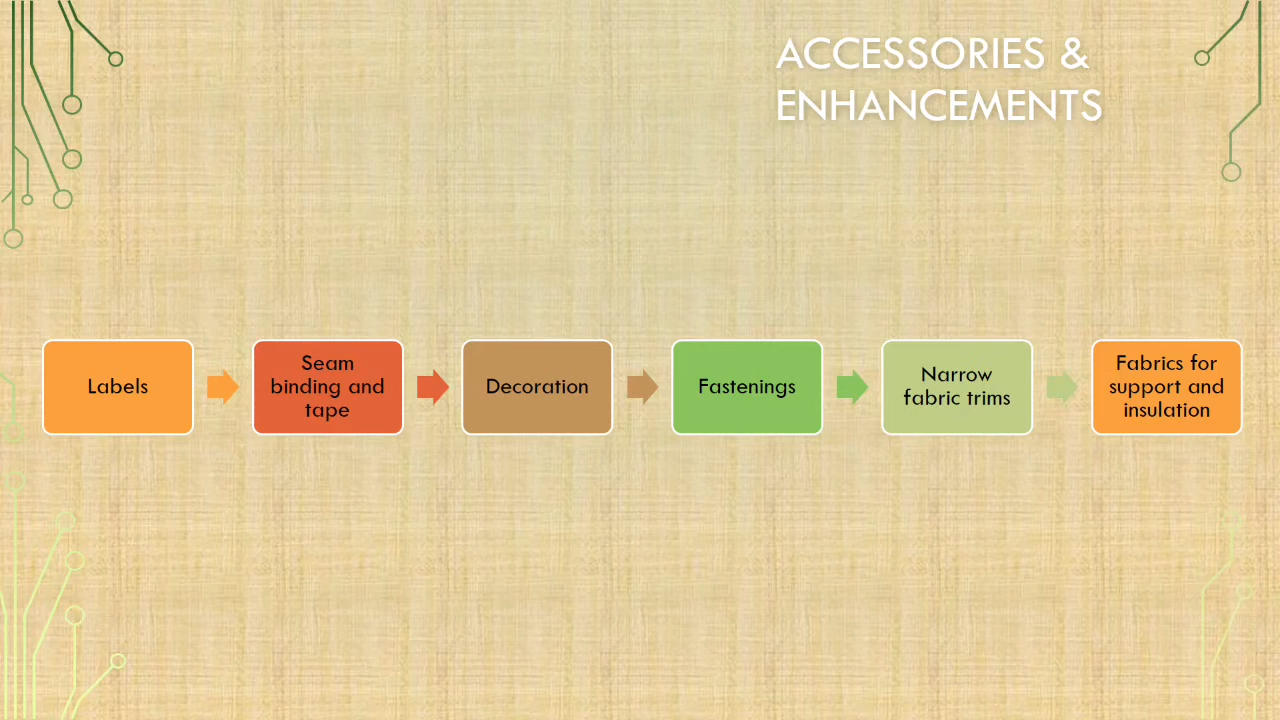 ACCESSORIES &
ENHANCEMENTS
Labels
Seam
binding and
tape
Decoration
Fastenings
Narrow
fabric trims
Fabrics for
support and
insulation